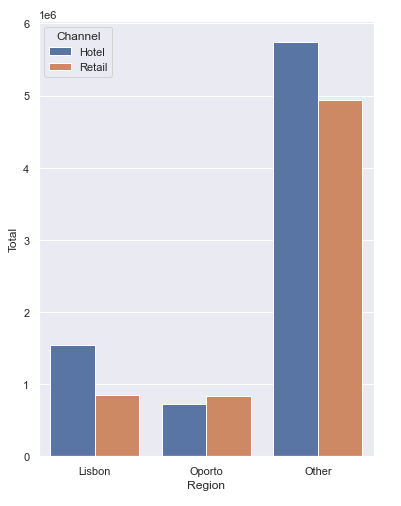 1e6
Channel
Hotel
Retail
6
5
4
3
2
1
0
Total
Lisbon Oporto Other
Region